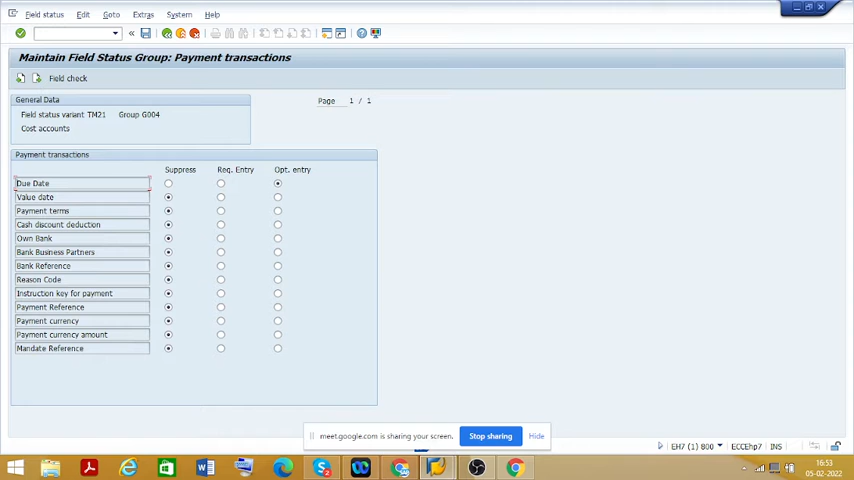 Field status Edit Goto Extras System Help
Maintain Field Status Group: Payment transactions
Field check
General Data
Page 1 / 1
Field status variant TM21 Group G004
Cost accounts
Payment transactions
Suppress Req. Entry Opt. entry
Due Date
Value date
Payment terms
Cash discount deduction
Own Bank
Bank Business Partners
Bank Reference
Reason Code
Instruction key for payment
Payment Reference
Payment currency
Payment currency amount
Mandate Reference
meet.google.com is sharing your screen. Stop sharing Hide
EH7 (1) 800 ECCEhp7 INS
16:53
05-02-2022